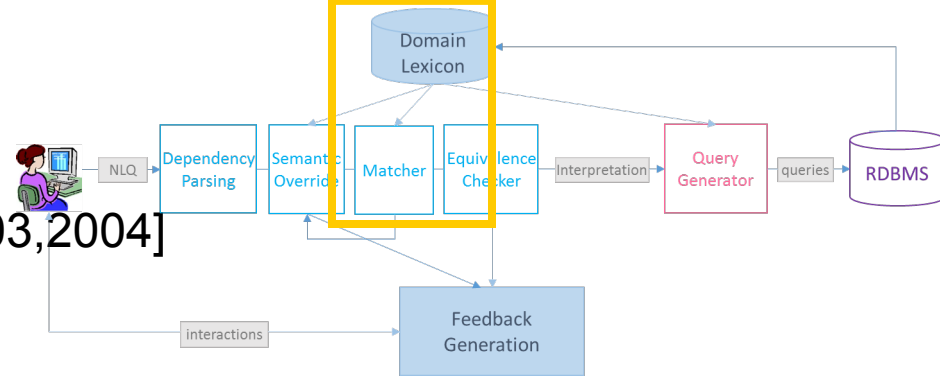 Domain
Lexicon
NLQ
Dependency
Parsing
Semantic
Override
Matcher
Equivalence
Checker
Interpretation
Query
Generator
queries
RDBMS
03,2004]
Feedback
Generation
interactions